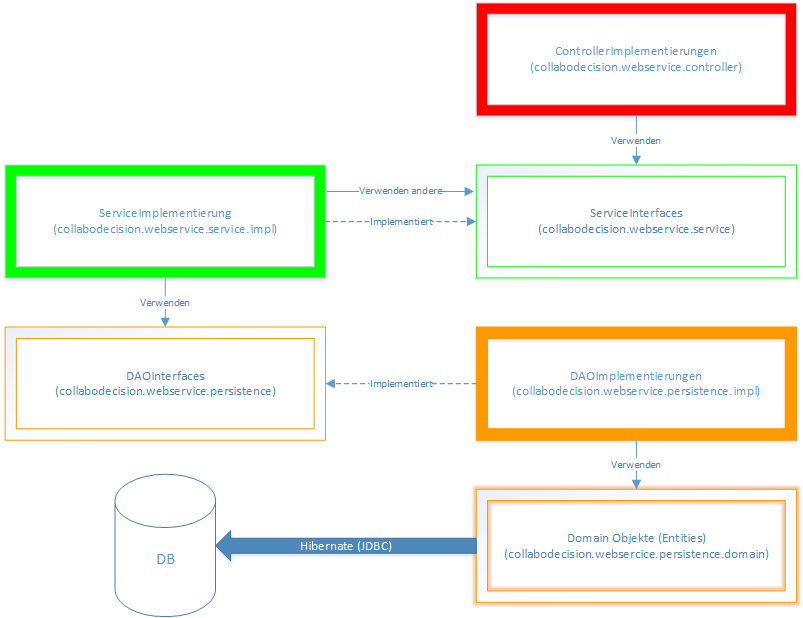 ControllerImplementierungen
(collabodecision.webservice.controller)
Verwenden
ServiceImplementierung
(collabodecision.webservice.service.impl)
Verwenden andere
Implementiert
ServiceInterfaces
(collabodecision.webservice.service)
Verwenden
DAOInterfaces
(collabodecision.webservice.persistence)
Implementiert
DAOImplementierungen
(collabodecision.webservice.persistence.impl)
Verwenden
DB
Hibernate (JDBC)
Domain Objekte (Entities)
(collabodecision.websercice.persistence.domain)